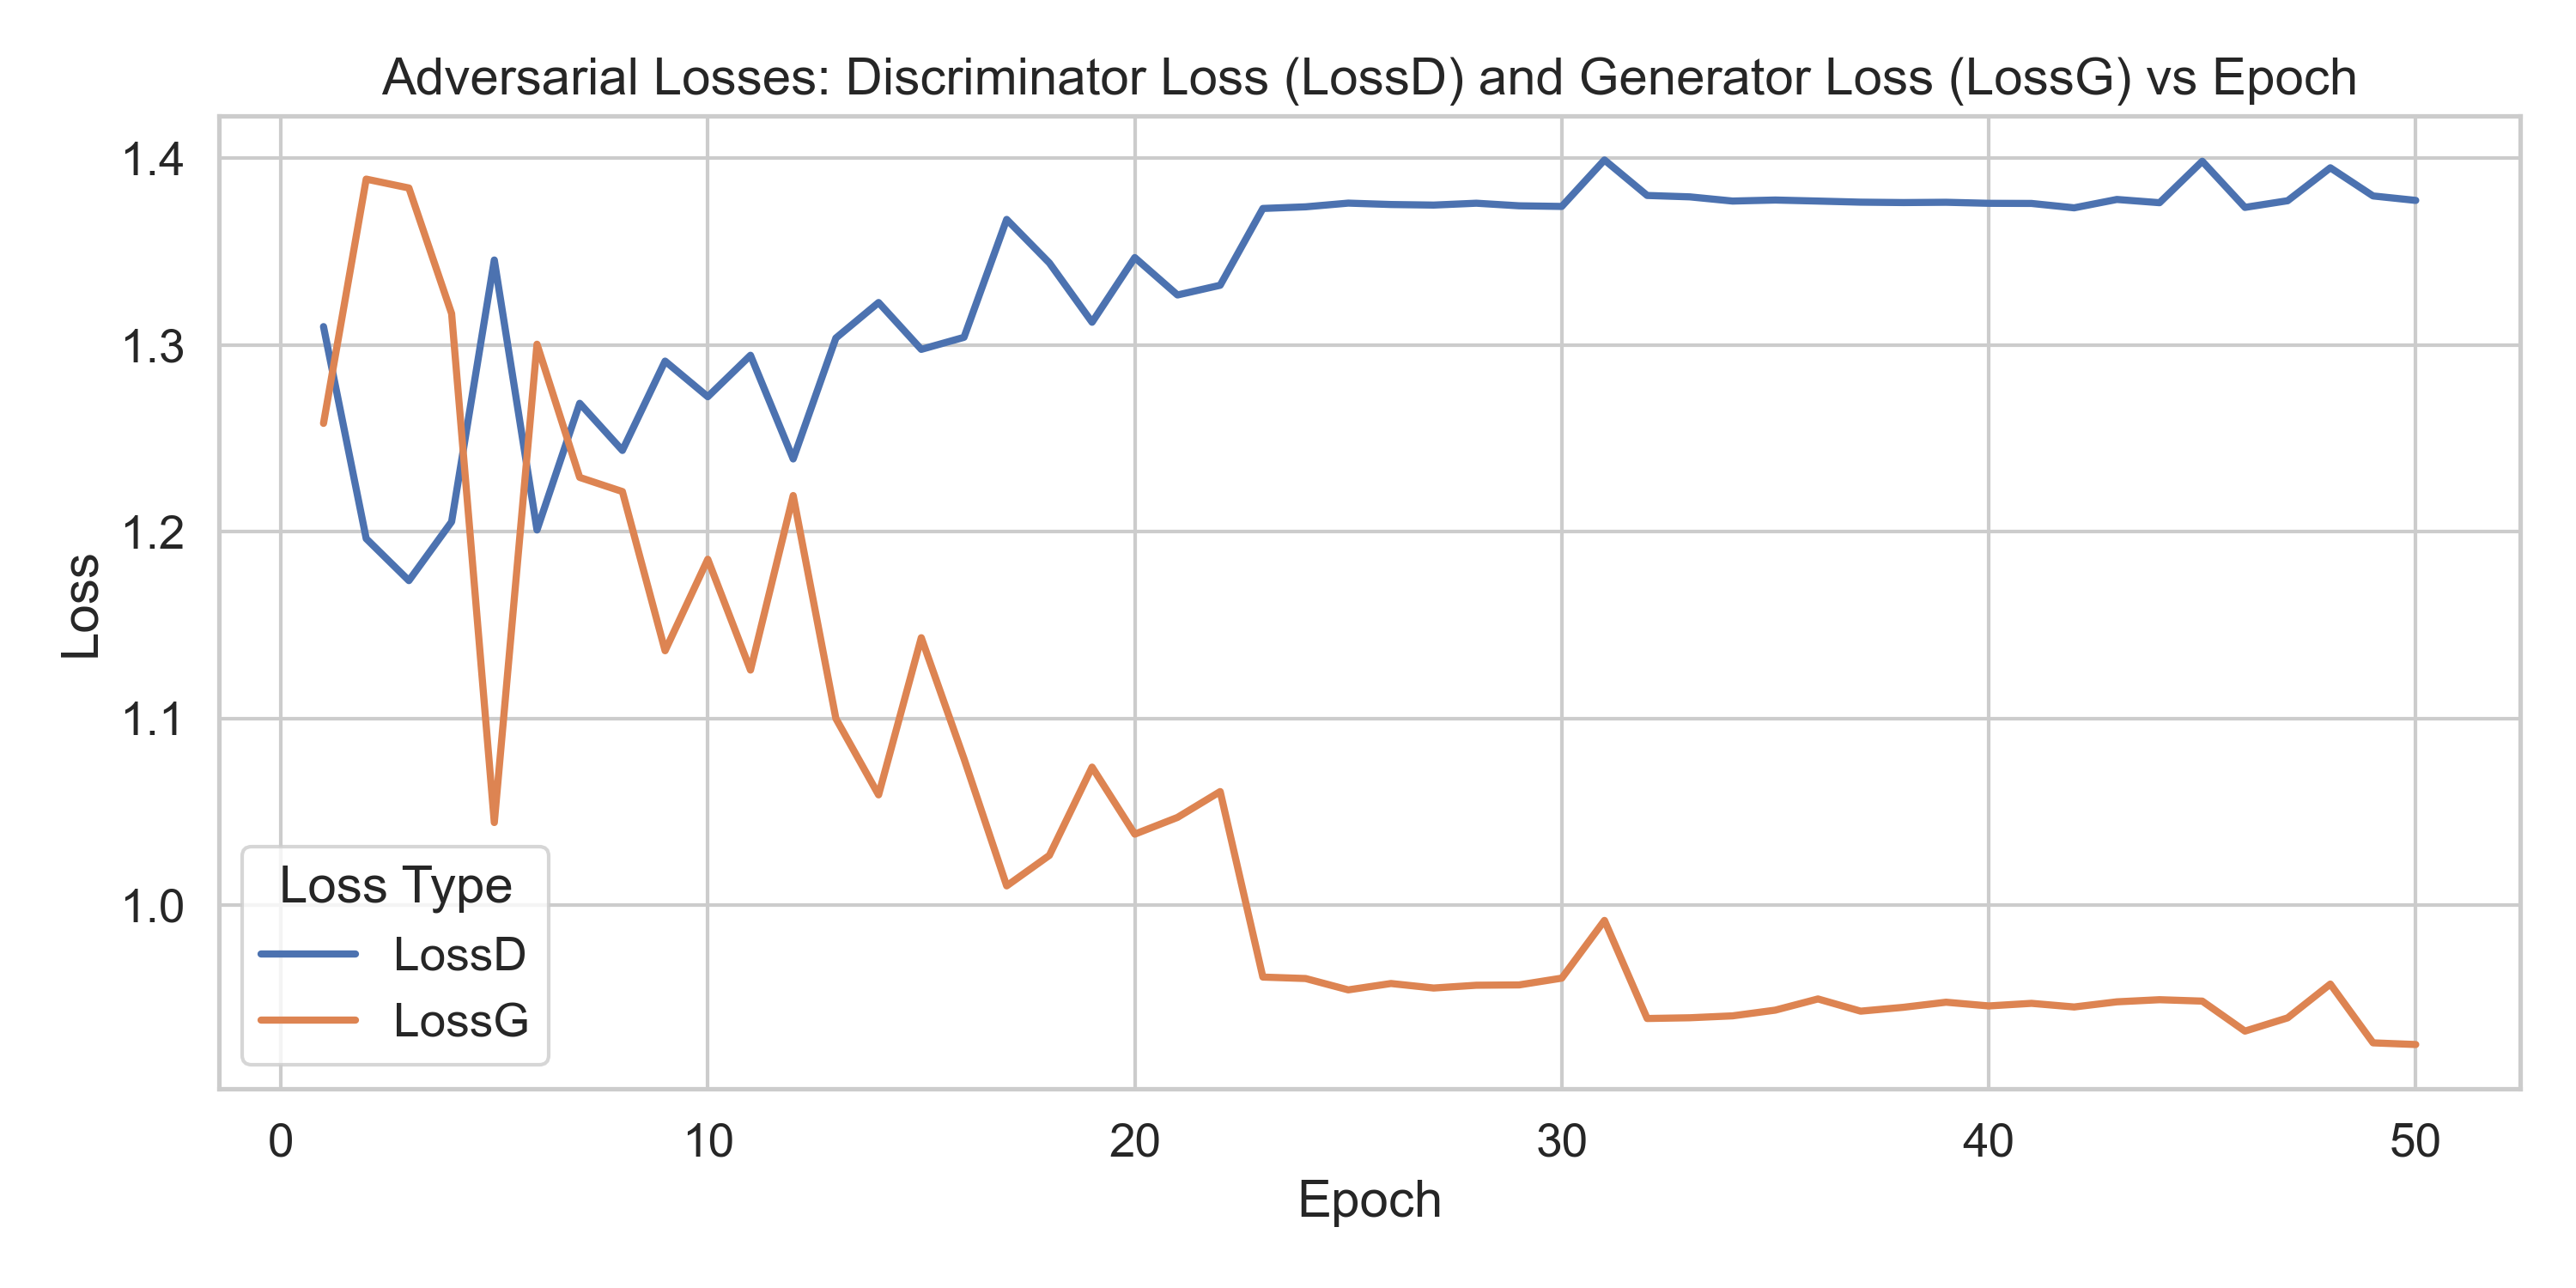 Adversarial Losses: Discriminator Loss (LossD) and Generator Loss (LossG) vs Epoch
1.4
1.3
1.2
1.1
1.0
Loss
Loss Type
LossD
LossG
0 10 20 30 40 50
Epoch